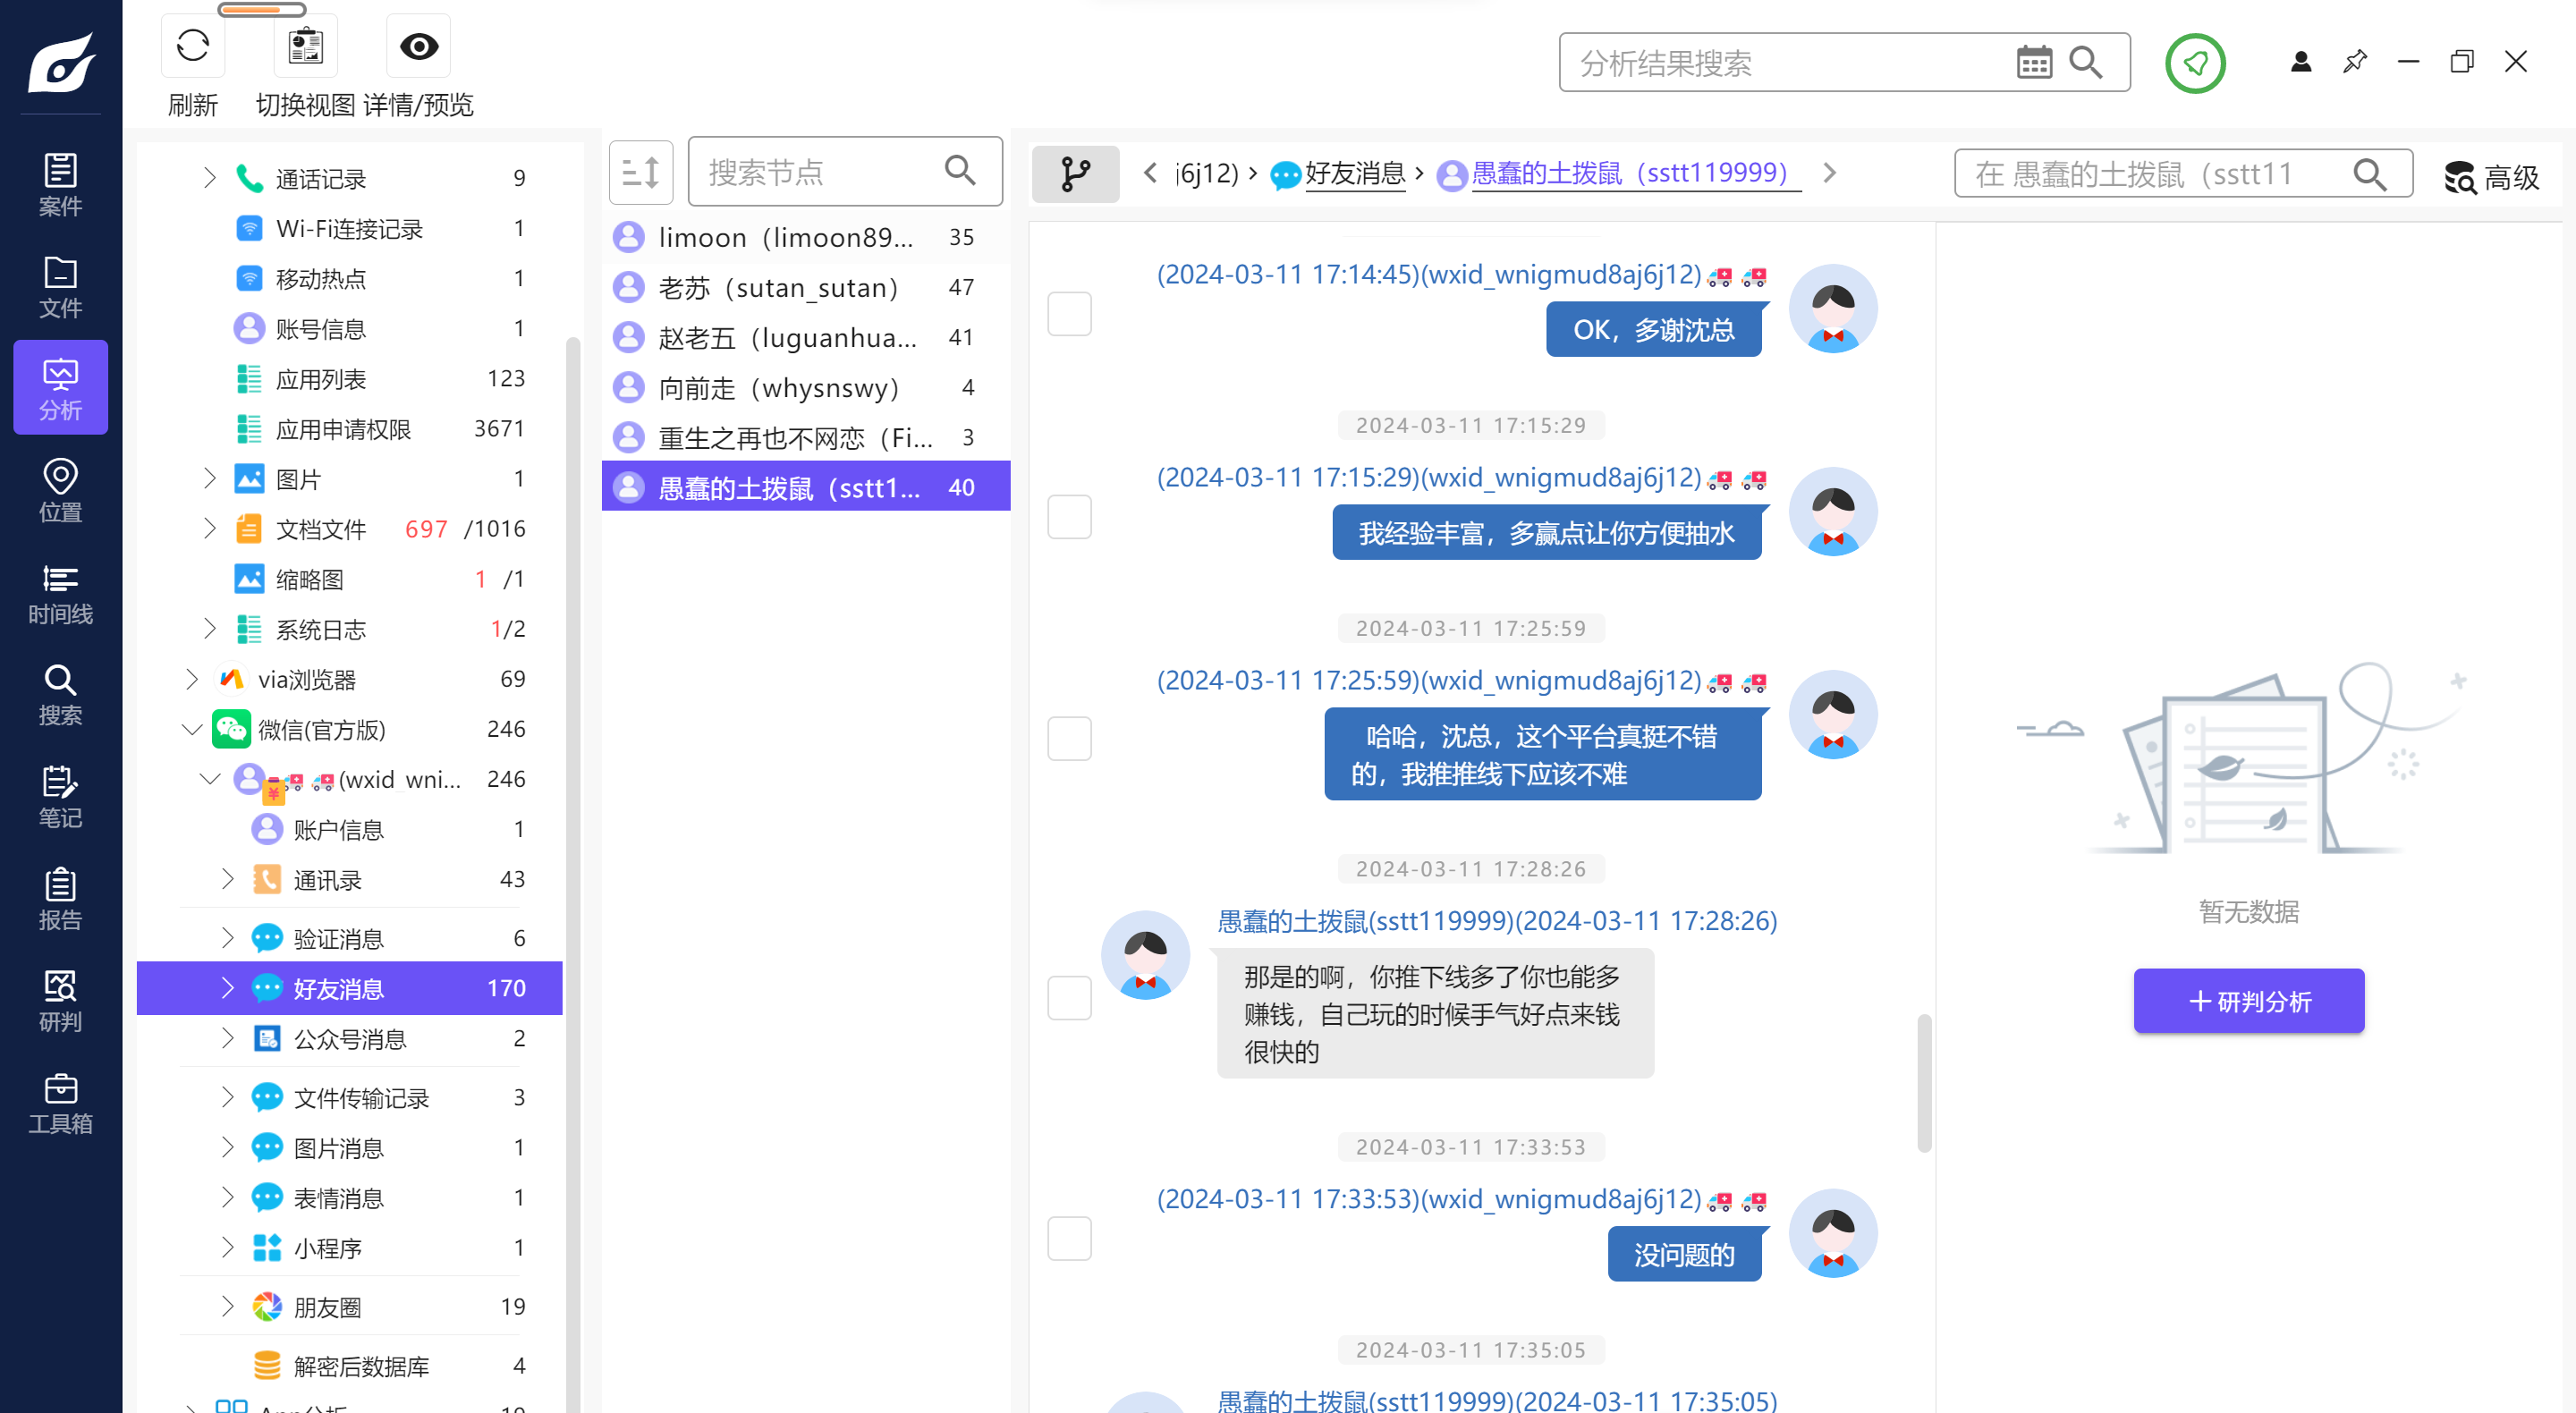 刷新
切换视图
详情/预览
分析结果搜索
案件
文件
分析
位置
时间线
搜索
笔记
报告
研判
工具箱
通话记录 9
Wi-Fi连接记录 1
移动热点 1
账号信息 1
应用列表 123
应用申请权限 3671
图片 1
文档文件 697 /1016
缩略图 1 /1
系统日志 1/2
via浏览器 69
微信(官方版) 246
(wxid_wni... 246
账户信息 1
通讯录 43
验证消息 6
好友消息 170
公众号消息 2
文件传输记录 3
图片消息 1
表情消息 1
小程序 1
朋友圈 19
解密后数据库 4
App分析 10
搜索节点
limoon（limoon89... 35
老苏（sutan_sutan） 47
赵老五（luguanhua... 41
向前走（whysnswy） 4
重生之再也不网恋（Fi... 3
愚蠢的土拨鼠（sstt1... 40
j6j12) › 好友消息 › 愚蠢的土拨鼠（sstt119999）
在 愚蠢的土拨鼠（sstt11
高级
(2024-03-11 17:14:45)(wxid_wnigmud8aj6j12)
OK，多谢沈总
2024-03-11 17:15:29
(2024-03-11 17:15:29)(wxid_wnigmud8aj6j12)
我经验丰富，多赢点让你方便抽水
2024-03-11 17:25:59
(2024-03-11 17:25:59)(wxid_wnigmud8aj6j12)
哈哈，沈总，这个平台真挺不错
的，我推推线下应该不难
2024-03-11 17:28:26
愚蠢的土拨鼠(sstt119999)(2024-03-11 17:28:26)
那是的啊，你推下线多了你也能多
赚钱，自己玩的时候手气好点来钱
很快的
2024-03-11 17:33:53
(2024-03-11 17:33:53)(wxid_wnigmud8aj6j12)
没问题的
2024-03-11 17:35:05
愚蠢的土拨鼠(sstt119999)(2024-03-11 17:35:05)
暂无数据
+研判分析